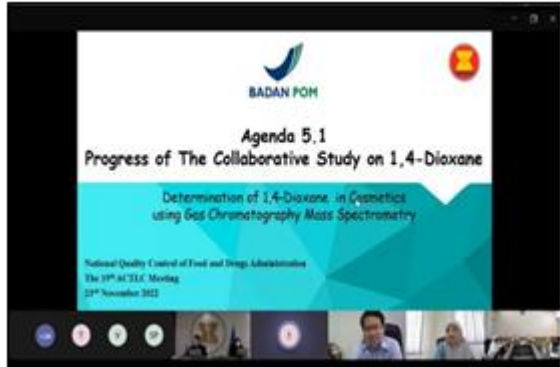 BADAN POM
Agenda 5.1
Progress of The Collaborative Study on 1,4-Dioxane
Determination of 1,4-Dioxane in Cosmetics
using Gas Chromatography Mass Spectrometry
National Quality Control of Food and Drugs Administration
The 19th ACTLC Meeting
23rd November 2022